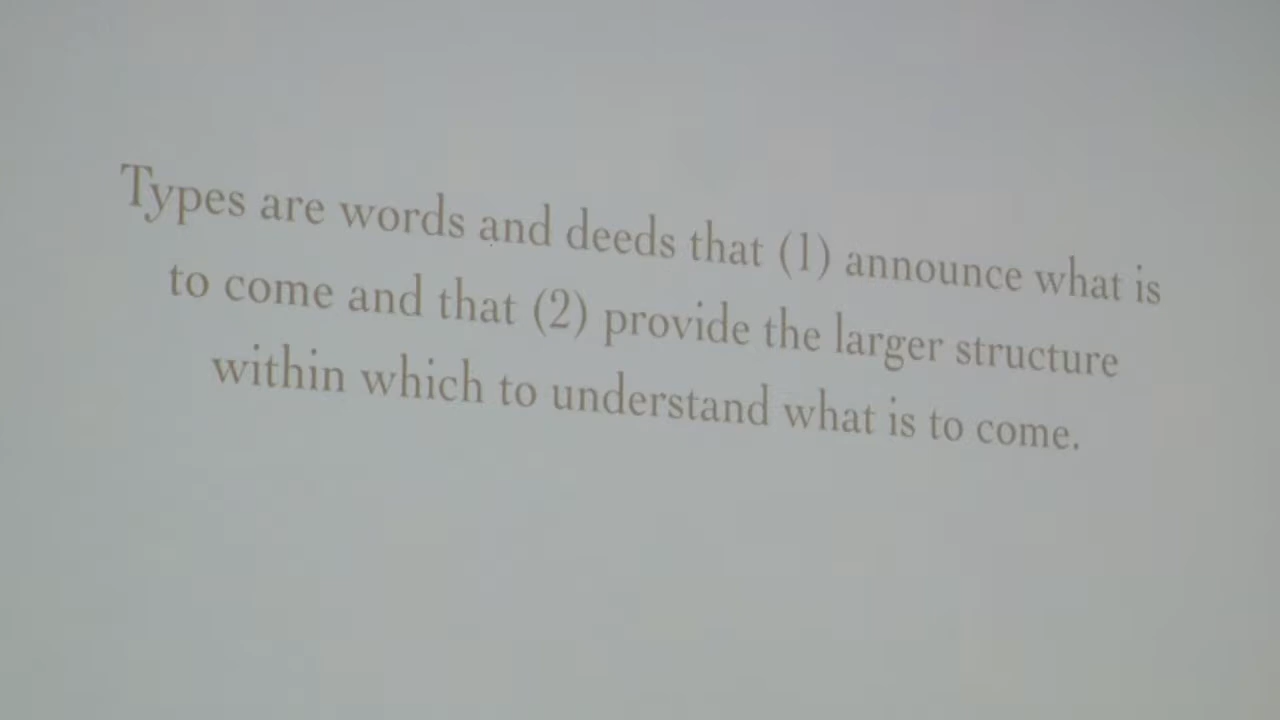 Types are words and deeds that (1) announce what is
to come and that (2) provide the larger structure
within which to understand what is to come.